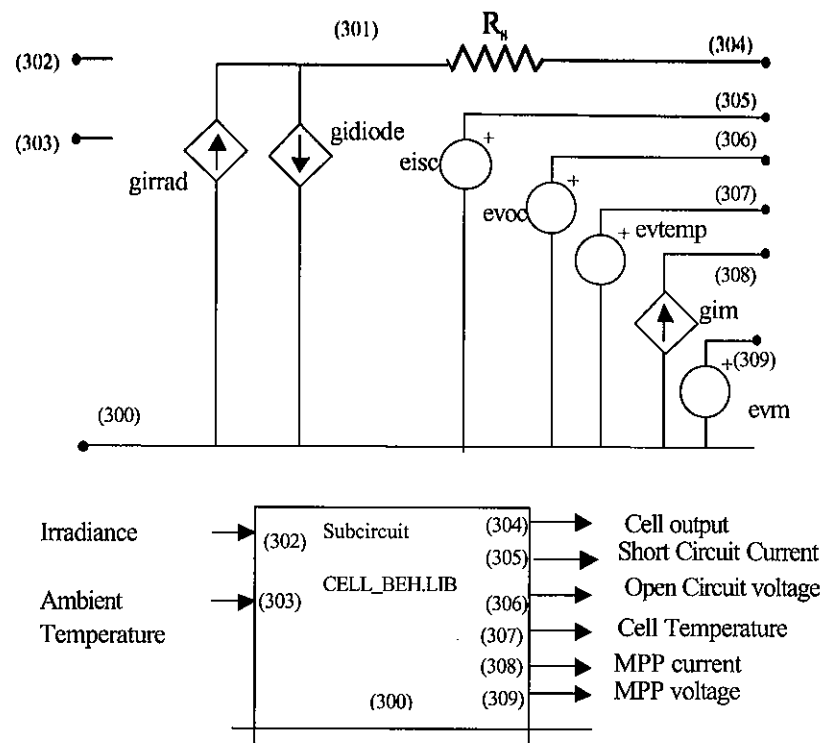 (301)
R_s
(302)
(304)
(303)
girrad
gidiode
eisc
+
(305)
evoc
+
(306)
+ evtemp
(307)
(308)
gim
+
(309)
evm
(300)
Irradiance
(302)
Subcircuit
(304)
Cell output
(305)
Short Circuit Current
Ambient
Temperature
(303)
CELL_BEH.LIB
(306)
Open Circuit voltage
(307)
Cell Temperature
(308)
MPP current
(300)
(309)
MPP voltage